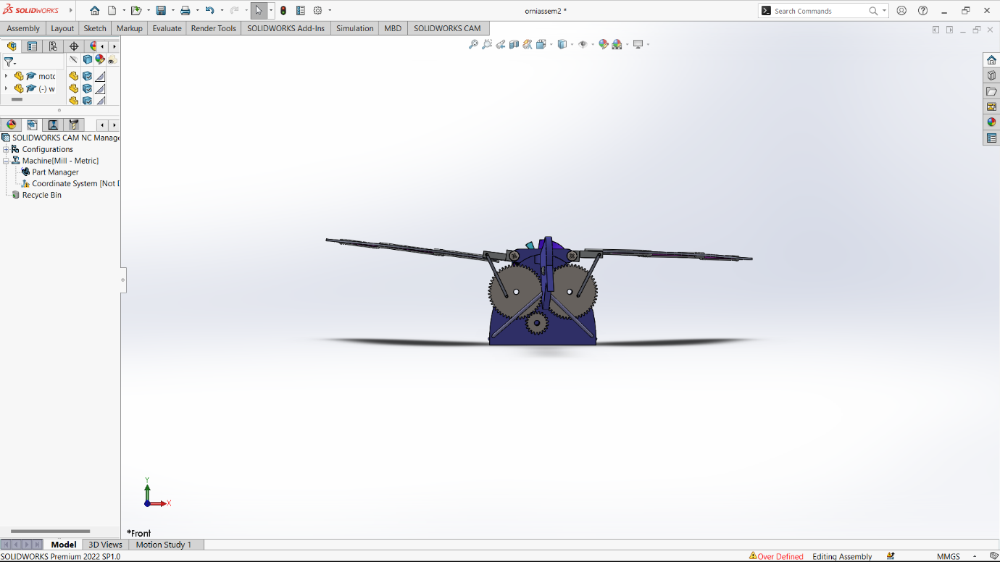 SOLIDWORKS
orniassem2 *
Search Commands
Assembly Layout Sketch Markup Evaluate Render Tools SOLIDWORKS Add-Ins Simulation MBD SOLIDWORKS CAM
motc
(-) w
SOLIDWORKS CAM NC Manage
Configurations
Machine[Mill - Metric]
Part Manager
Coordinate System [Not D
Recycle Bin
Y
X
*Front
Model 3D Views Motion Study 1
SOLIDWORKS Premium 2022 SP1.0
Over Defined Editing Assembly MMGS